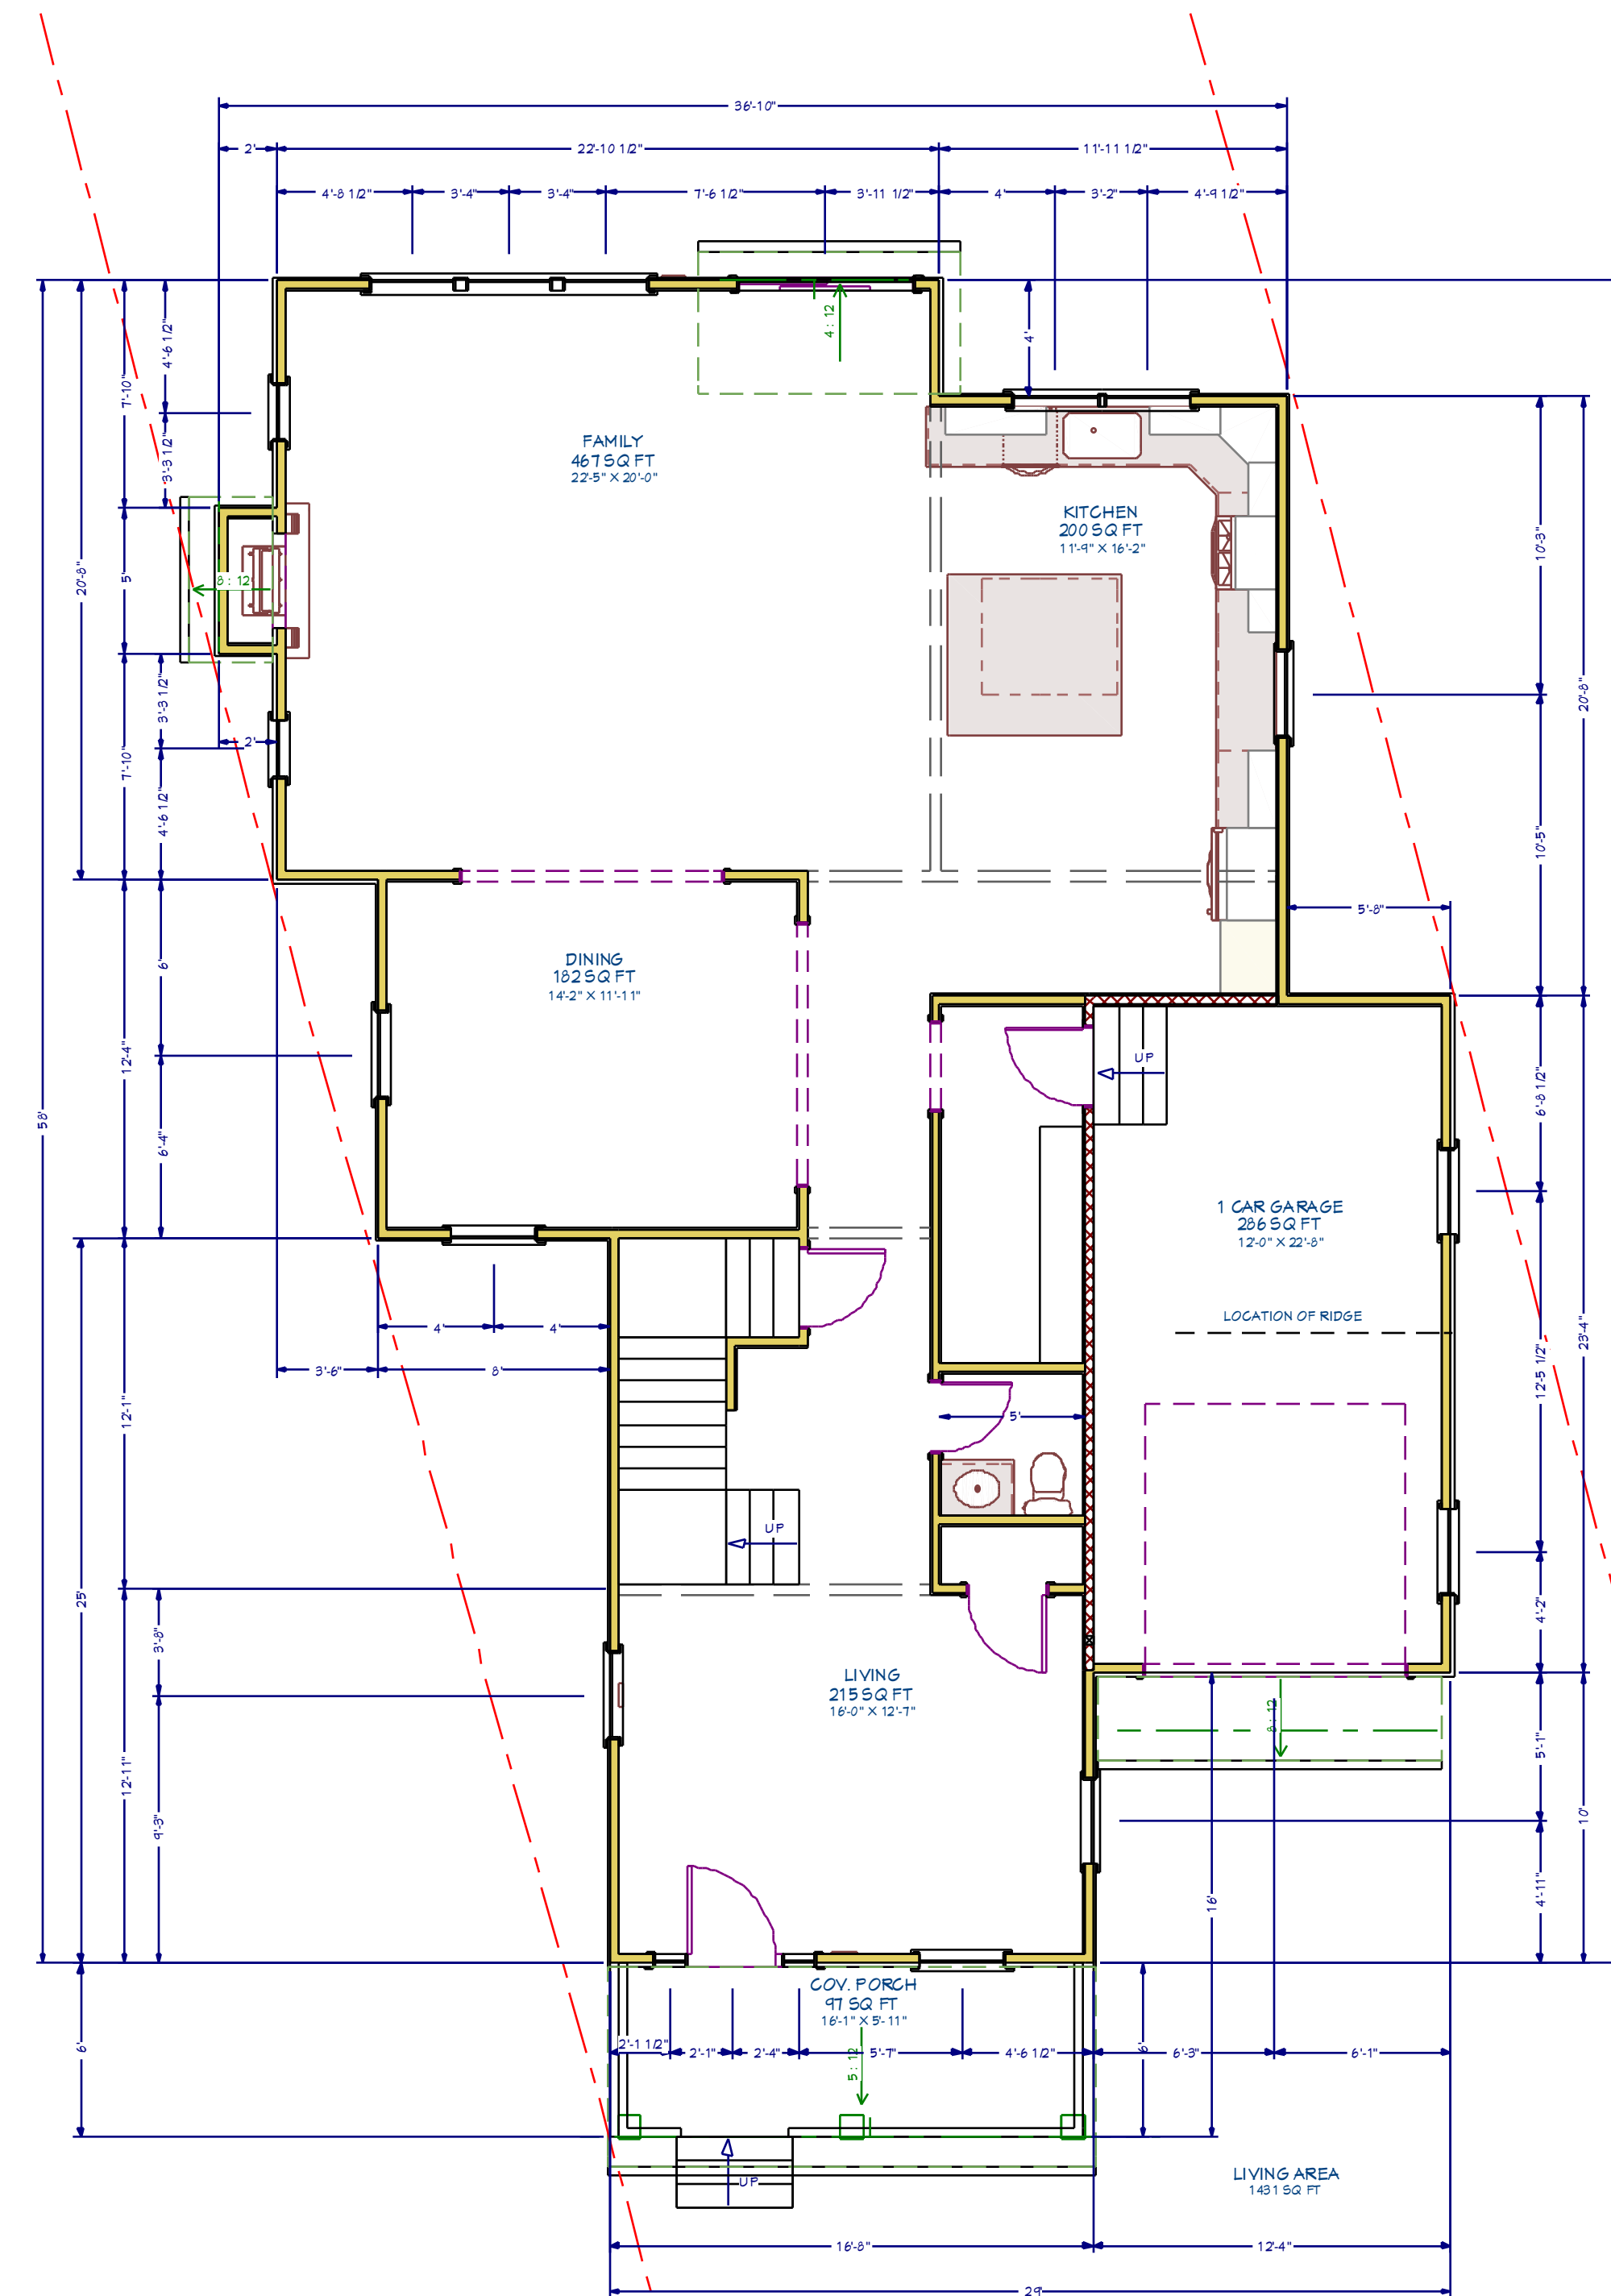 36'-10"
2'
22'-10 1/2"
11'-11 1/2"
4'-8 1/2"
3'-4"
3'-4"
7'-6 1/2"
3'-11 1/2"
4'
3'-2"
4'-9 1/2"
4'-6 1/2"
4 : 12
4'
7'-10"
3'-3 1/2"
FAMILY
467 SQ FT
22'-5" X 20'-0"
KITCHEN
200 SQ FT
11'-9" X 16'-2"
10'-3"
20'-8"
5'
8 : 12
20'-8"
3'-3 1/2"
2'
7'-10"
4'-6 1/2"
10'-5"
5'-8"
DINING
182 SQ FT
14'-2" X 11'-11"
6'
12'-4"
UP
58'
6'-4"
6'-8 1/2"
1 CAR GARAGE
286 SQ FT
12'-0" X 22'-8"
LOCATION OF RIDGE
4'
4'
3'-6"
8'
12'-5 1/2"
23'-4"
12'-1"
5'
UP
25'
3'-8"
4'-2"
LIVING
215 SQ FT
16'-0" X 12'-7"
8 : 12
5'-1"
12'-11"
9'-3"
10'
16'
4'-11"
COV. PORCH
97 SQ FT
16'-1" X 5'-11"
2'-1 1/2"
2'-1"
2'-4"
5'-7"
4'-6 1/2"
6'
6'-3"
6'-1"
6'
5 : 12
UP
LIVING AREA
1431 SQ FT
16'-8"
12'-4"
29'